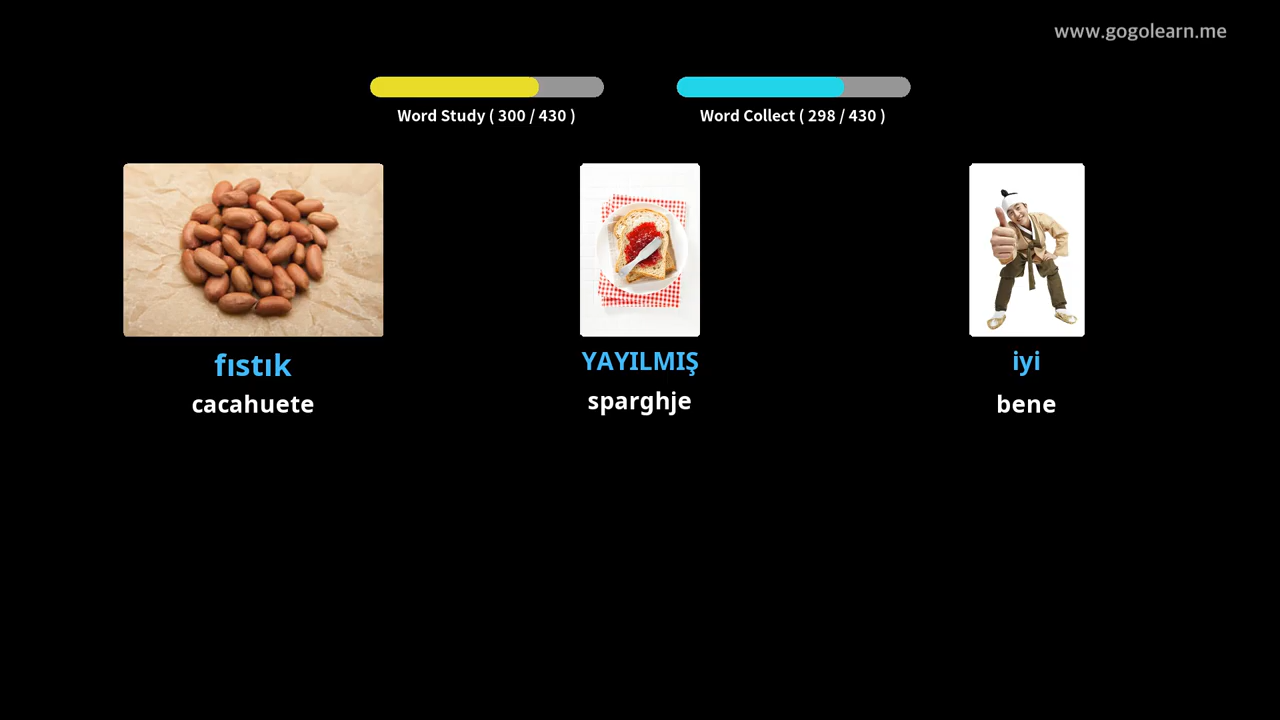 www.gogolearn.me
Word Study ( 300 / 430 )
Word Collect ( 298 / 430 )
fıstık
cacahuete
YAYILMIŞ
sparghje
iyi
bene